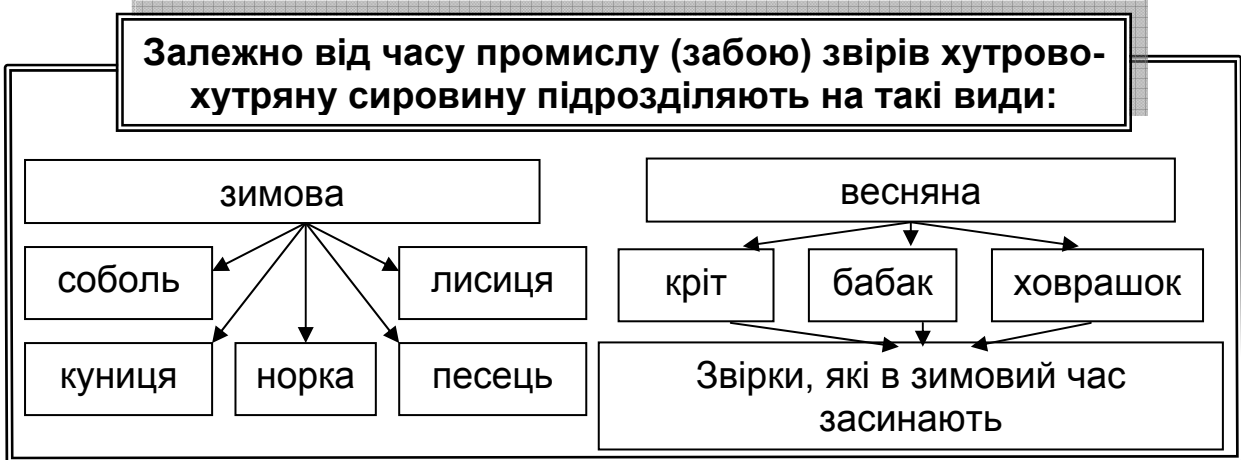 Залежно від часу промислу (забою) звірів хутрово-
хутряну сировину підрозділяють на такі види:
зимова
соболь
лисиця
куниця
норка
песець
весняна
кріт
бабак
ховрашок
Звірки, які в зимовий час
засинають